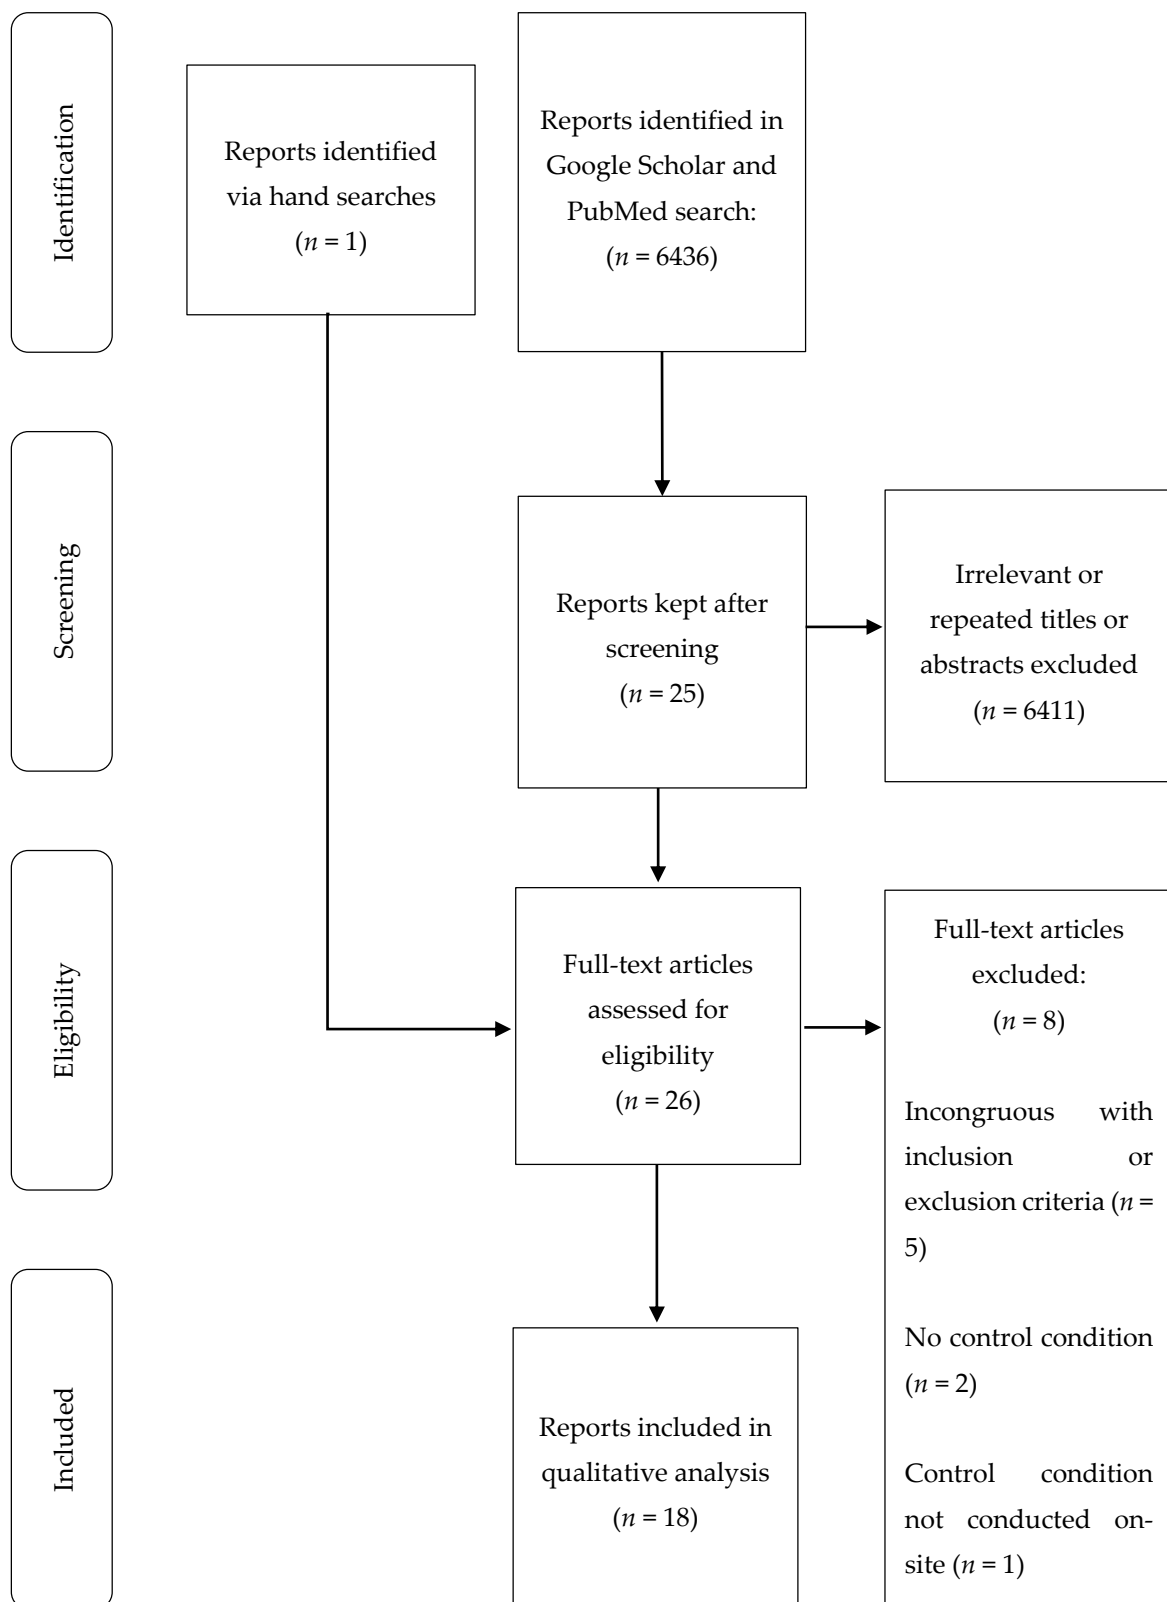 Identification
Reports identified
via hand searches
(n = 1)
Reports identified in
Google Scholar and
PubMed search:
(n = 6436)
Screening
Reports kept after
screening
(n = 25)
Irrelevant or
repeated titles or
abstracts excluded
(n = 6411)
Eligibility
Full-text articles
assessed for
eligibility
(n = 26)
Full-text articles
excluded:
(n = 8)
Incongruous with
inclusion or
exclusion criteria (n =
5)
No control condition
(n = 2)
Control condition
not conducted on-
site (n = 1)
Included
Reports included in
qualitative analysis
(n = 18)